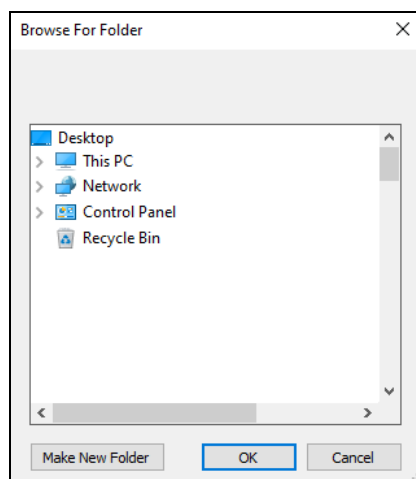 Browse For Folder
Desktop
This PC
Network
Control Panel
Recycle Bin
Make New Folder OK Cancel